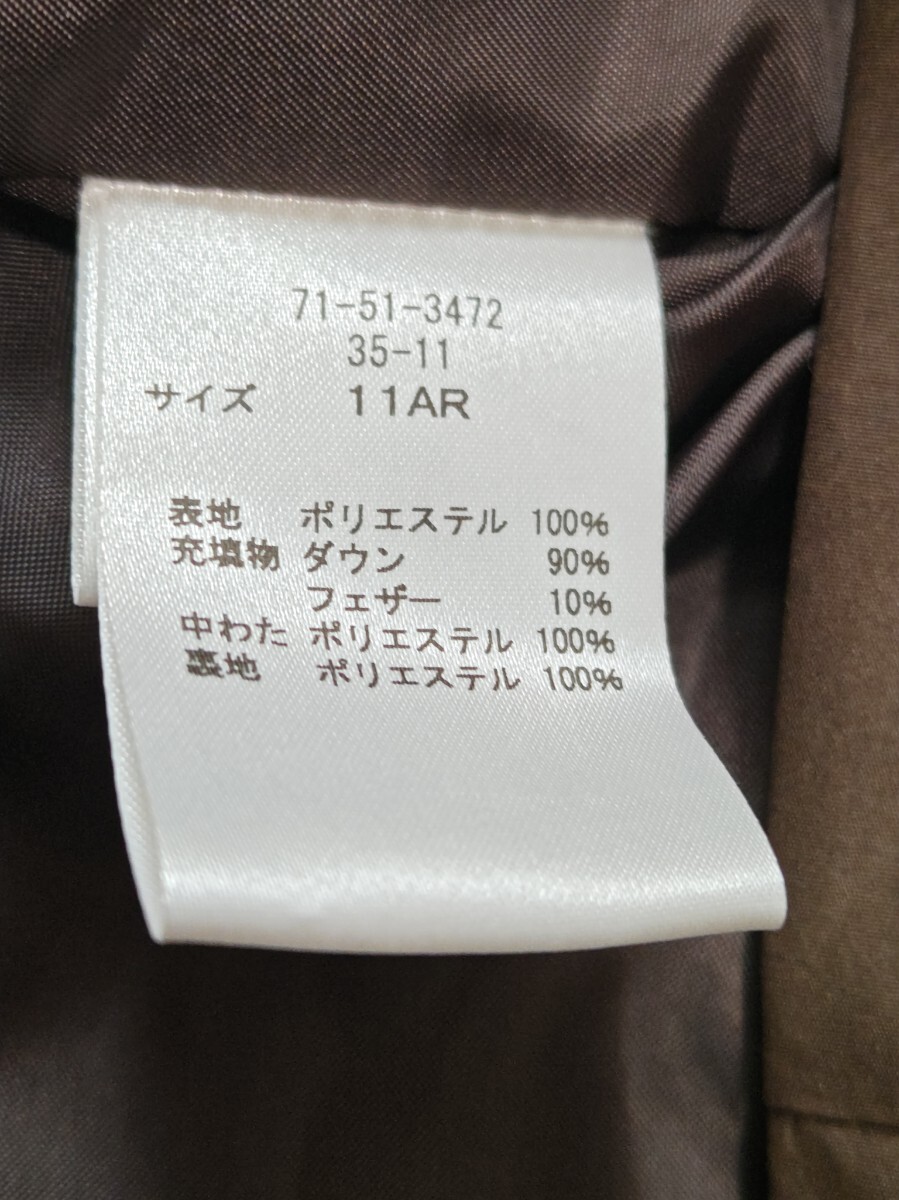 71-51-3472
35-11
サイズ 11AR
表地 ポリエステル 100%
充填物 ダウン 90%
フェザー 10%
中わた ポリエステル 100%
裏地 ポリエステル 100%